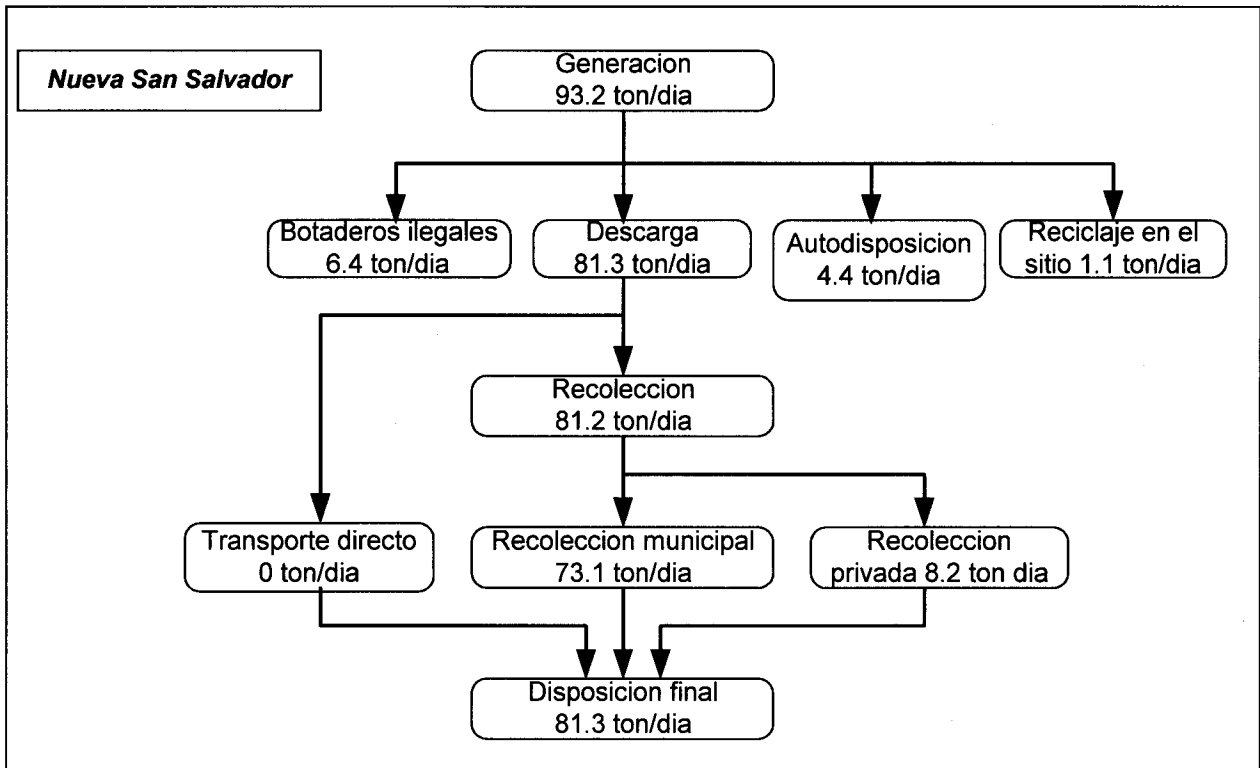 Nueva San Salvador
Generacion
93.2 ton/dia
Botaderos ilegales
6.4 ton/dia
Descarga
81.3 ton/dia
Autodisposicion
4.4 ton/dia
Reciclaje en el
sitio 1.1 ton/dia
Recoleccion
81.2 ton/dia
Transporte directo
0 ton/dia
Recoleccion municipal
73.1 ton/dia
Recoleccion
privada 8.2 ton dia
Disposicion final
81.3 ton/dia